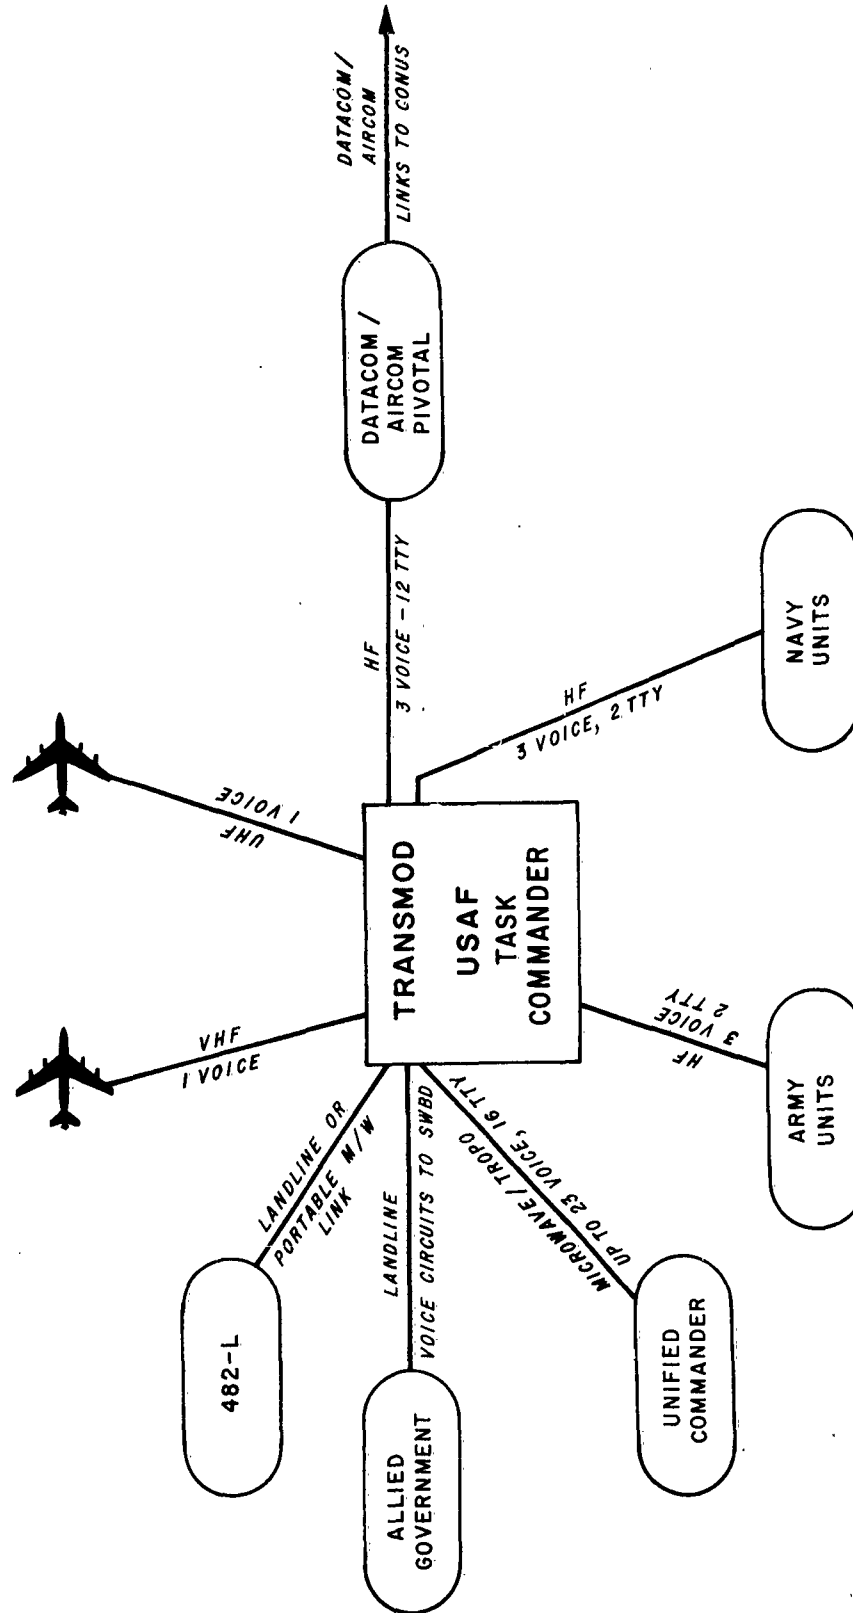 VHF
1 VOICE
UHF
1 VOICE
482-L
LANDLINE OR
PORTABLE M/W
LINK
ALLIED
GOVERNMENT
LANDLINE
VOICE CIRCUITS TO SWBD
UNIFIED
COMMANDER
MICROWAVE/TROPO
UP TO 23 VOICE, 16 TTY
TRANSMOD
USAF
TASK
COMMANDER
HF
3 VOICE - 12 TTY
DATACOM/
AIRCOM
PIVOTAL
DATACOM/
AIRCOM
LINKS TO CONUS
HF
3 VOICE
2 TTY
ARMY
UNITS
HF
3 VOICE, 2 TTY
NAVY
UNITS